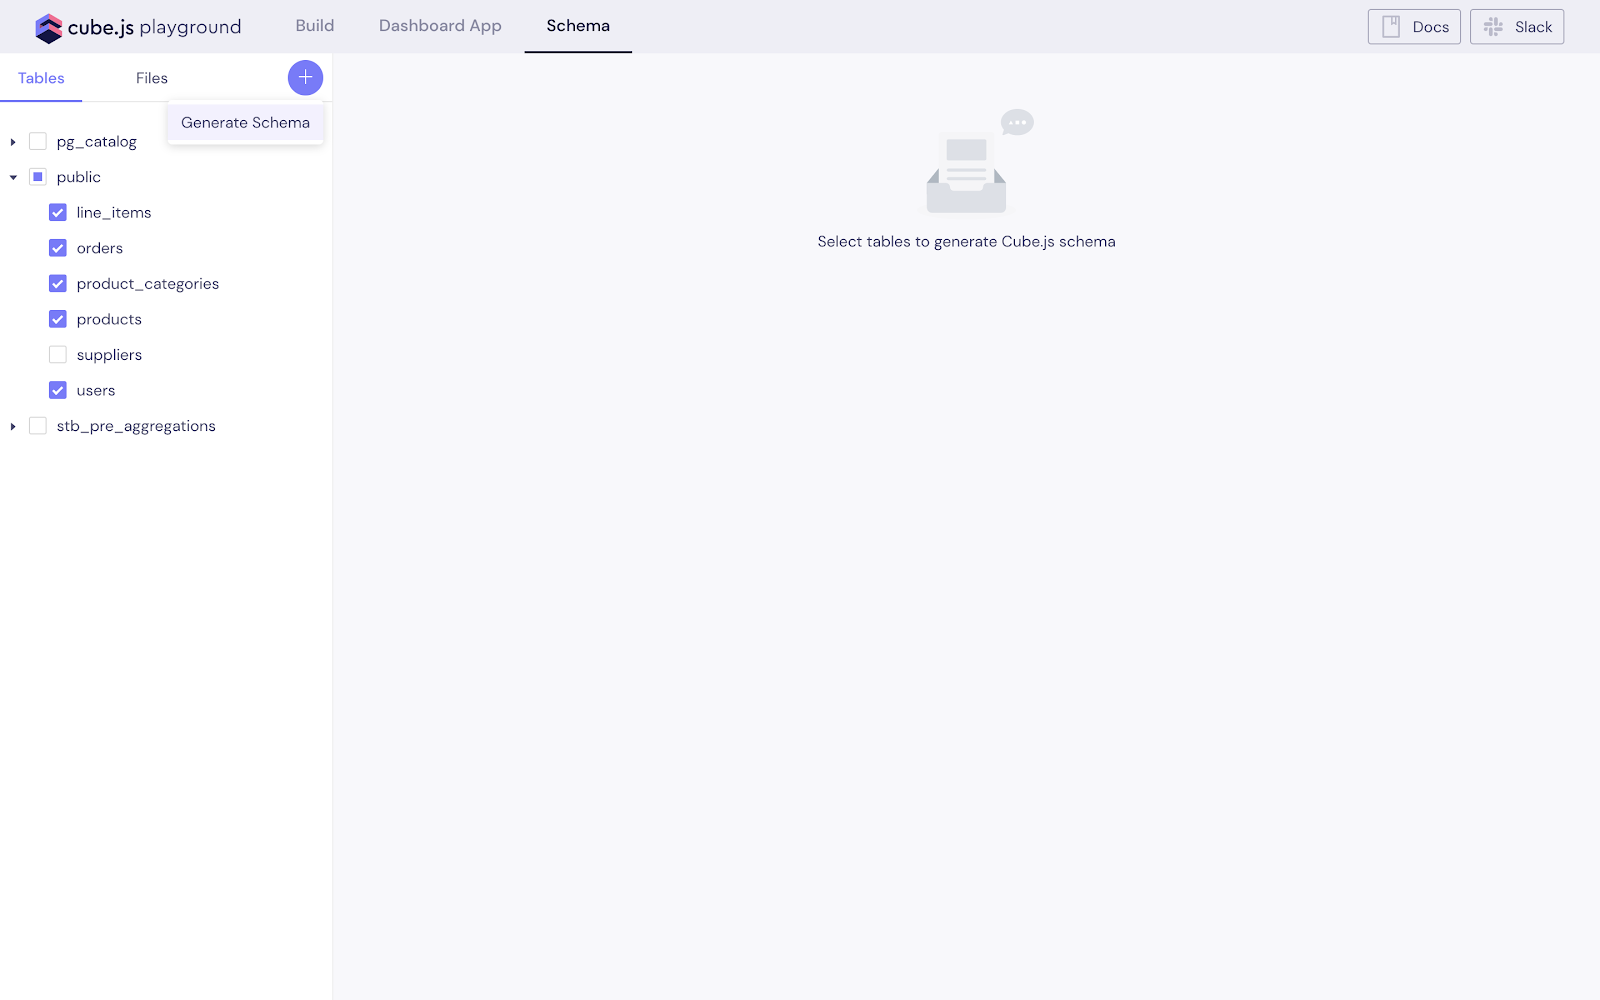 cube.js playground
Build
Dashboard App
Schema
Docs
Slack
Tables
Files
Generate Schema
pg_catalog
public
line_items
orders
product_categories
products
suppliers
users
stb_pre_aggregations
Select tables to generate Cube.js schema